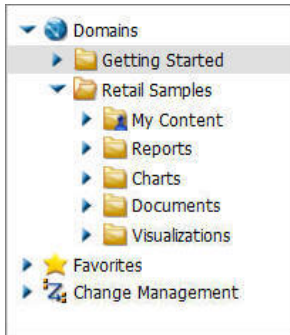 Domains
Getting Started
Retail Samples
My Content
Reports
Charts
Documents
Visualizations
Favorites
Change Management